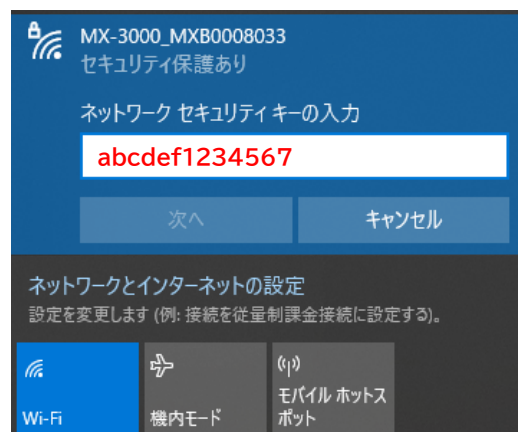 MX-3000_MXB0008033
セキュリティ保護あり
ネットワーク セキュリティ キーの入力
abcdef1234567
次へ
キャンセル
ネットワークとインターネットの設定
設定を変更します (例: 接続を従量制課金接続に設定する)。
Wi-Fi
機内モード
モバイル ホットス
ポット